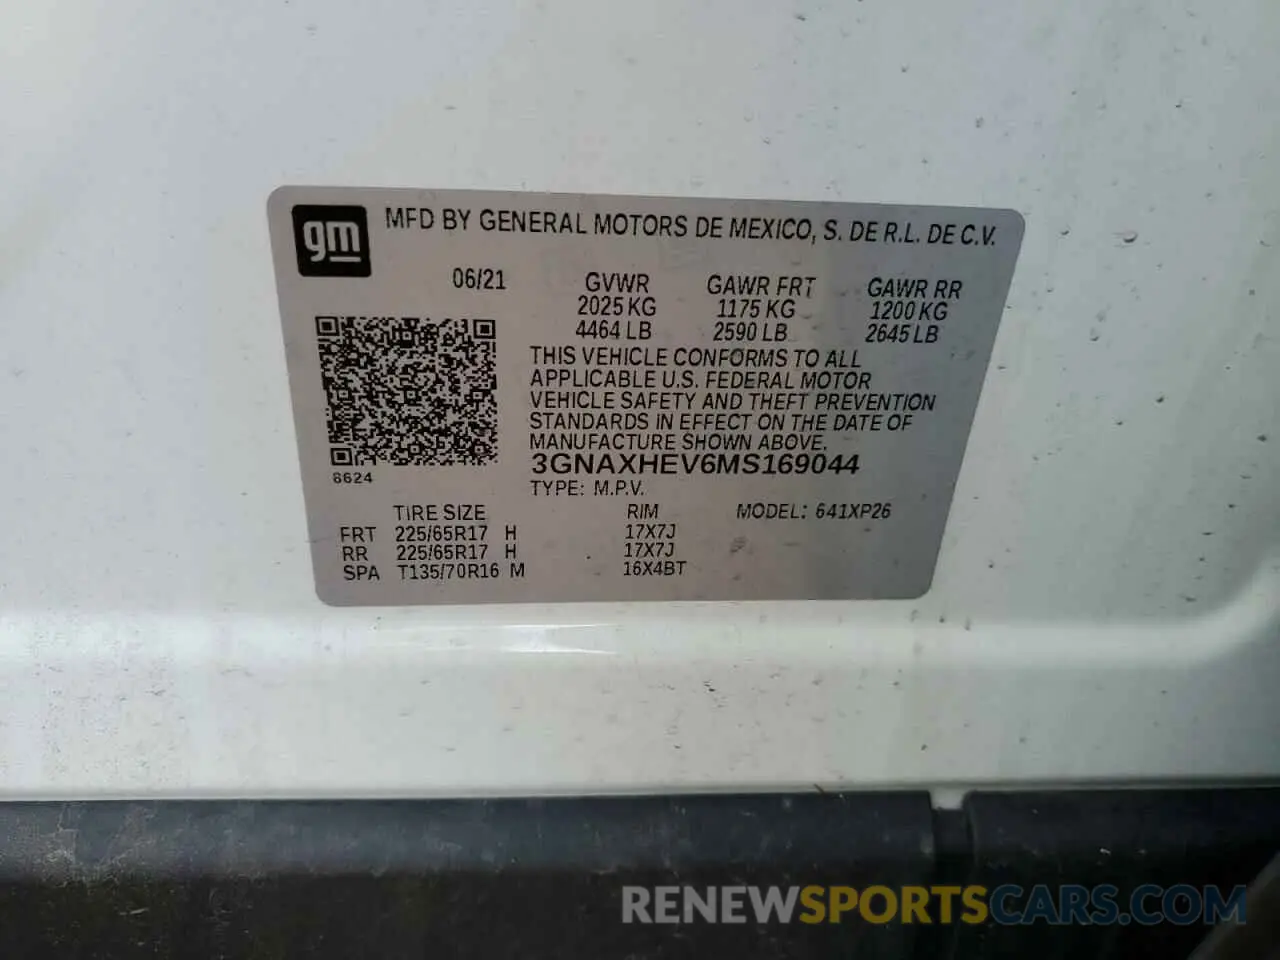 gm
MFD BY GENERAL MOTORS DE MEXICO, S. DE R.L. DE C.V.
06/21 GVWR GAWR FRT GAWR RR
2025 KG 1175 KG 1200 KG
4464 LB 2590 LB 2645 LB
THIS VEHICLE CONFORMS TO ALL
APPLICABLE U.S. FEDERAL MOTOR
VEHICLE SAFETY AND THEFT PREVENTION
STANDARDS IN EFFECT ON THE DATE OF
MANUFACTURE SHOWN ABOVE.
3GNAXHEV6MS169044
8624
TYPE: M.P.V.
TIRE SIZE RIM MODEL: 641XP26
FRT 225/65R17 H 17X7J
RR 225/65R17 H 17X7J
SPA T135/70R16 M 16X4BT
RENEWSPORTSCARS.COM